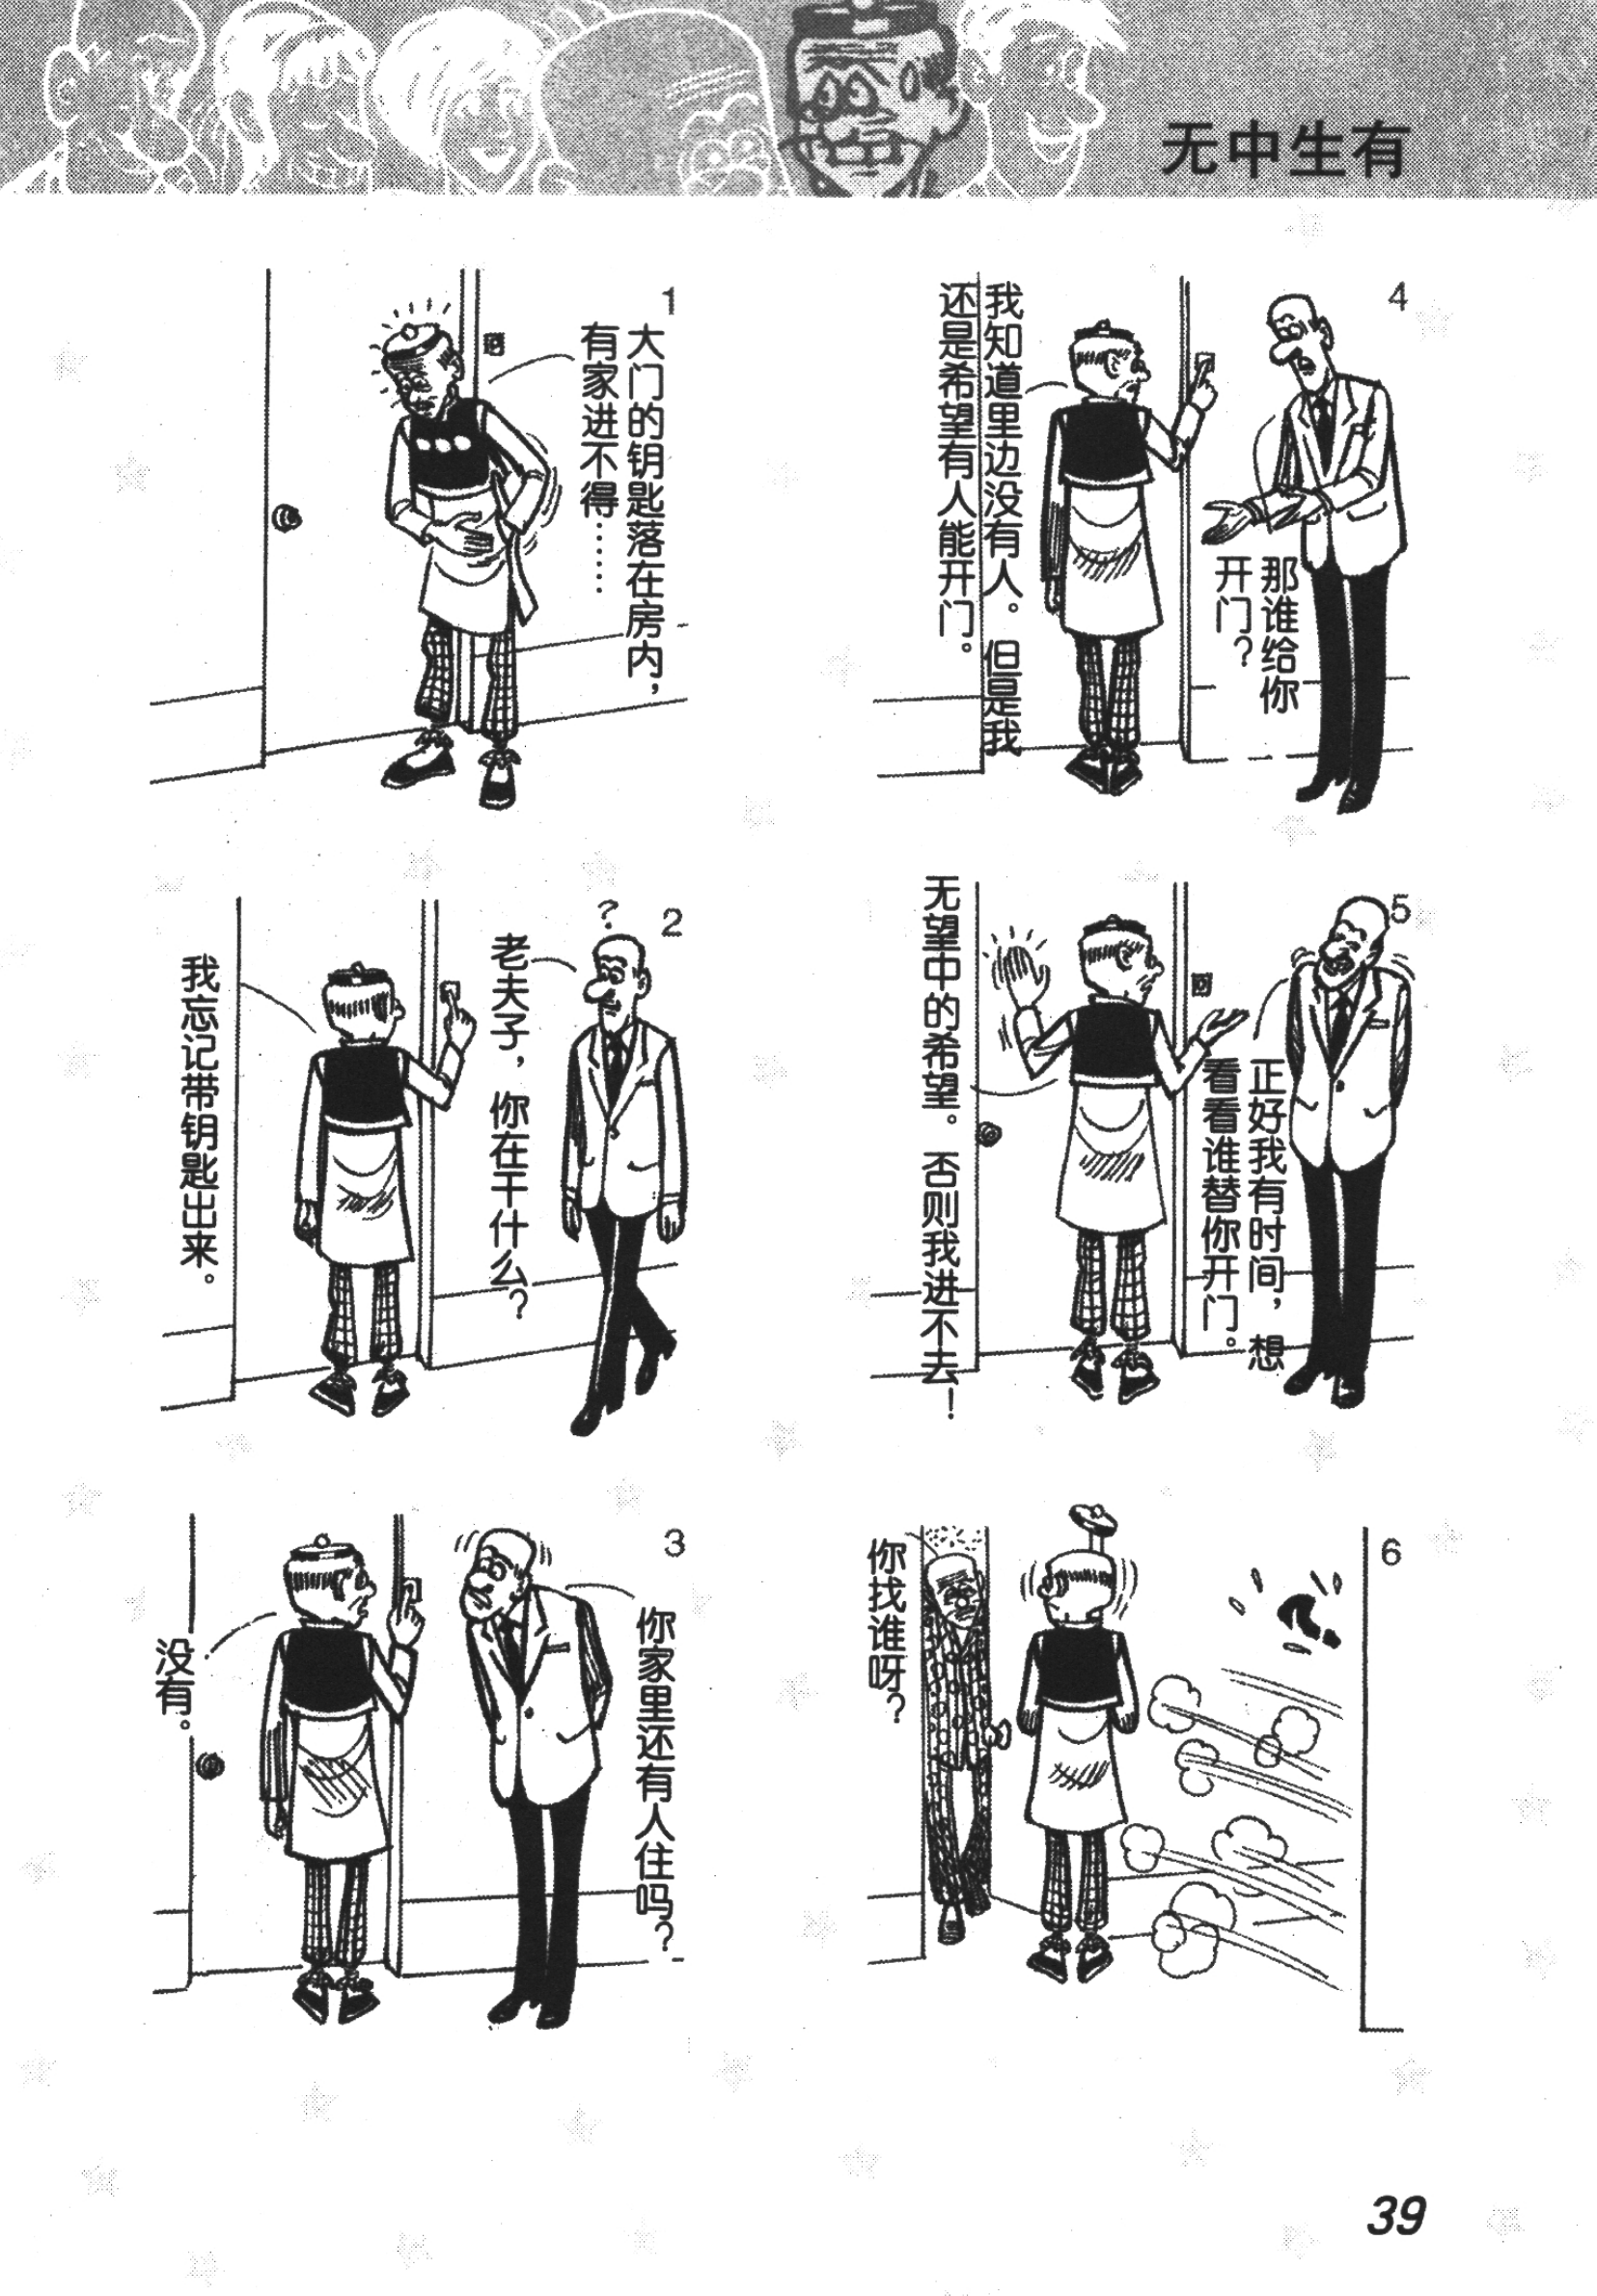 无中生有
1
大门的钥匙落在房内，
有家进不得……
2
?
老夫子，你在干什么？
我忘记带钥匙出来。
3
你家里还有人住吗？
没有。
4
我知道里边没有人。但是我
还是希望有人能开门。
那谁给你
开门？
5
正好我有时间，想
看看谁替你开门。
无望中的希望。否则我进不去！
6
你找谁呀？
39